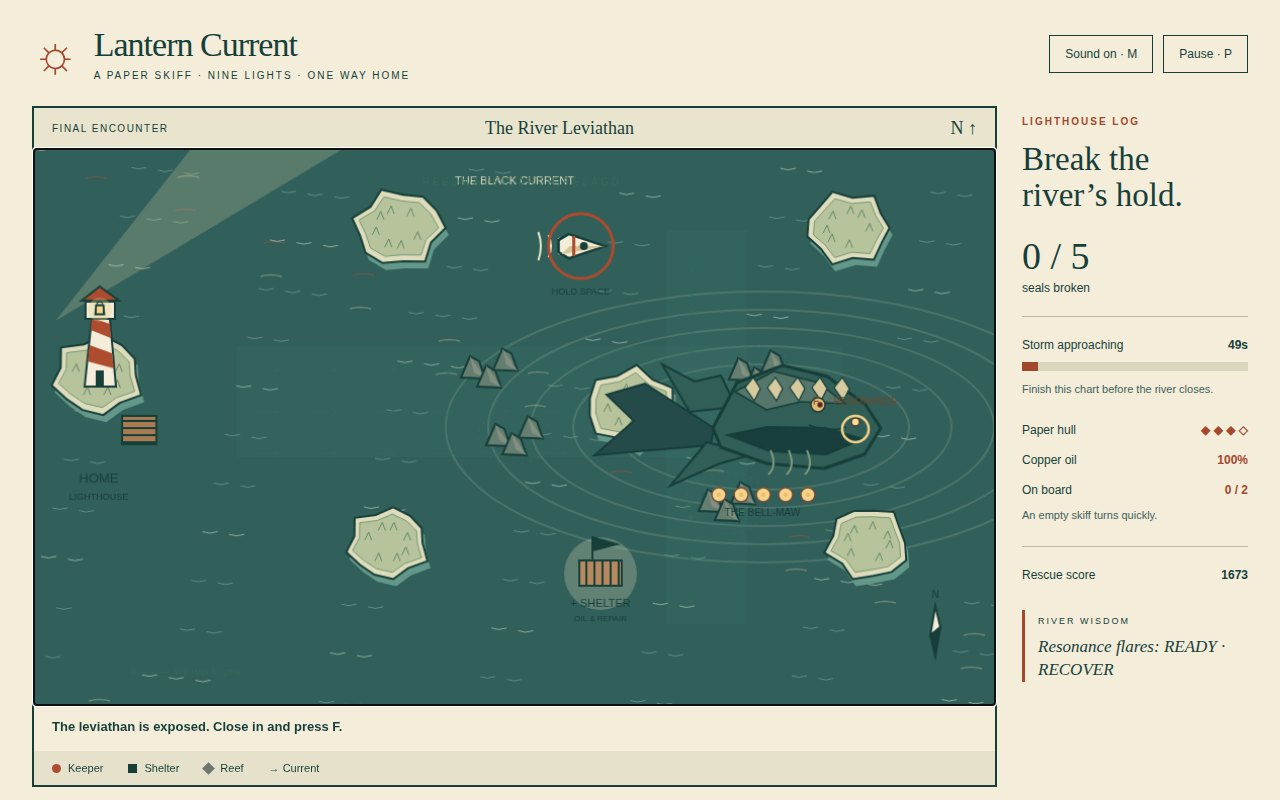 Lantern Current
A PAPER SKIFF · NINE LIGHTS · ONE WAY HOME
Sound on · M
Pause · P
FINAL ENCOUNTER
The River Leviathan
N ↑
THE BLACK CURRENT
HOLD SPACE
HOME
LIGHTHOUSE
THE BELL-MAW
+ SHELTER
OIL & REPAIR
N
The leviathan is exposed. Close in and press F.
Keeper
Shelter
Reef
→ Current
LIGHTHOUSE LOG
Break the
river’s hold.
0 / 5
seals broken
Storm approaching
49s
Finish this chart before the river closes.
Paper hull
Copper oil
100%
On board
0 / 2
An empty skiff turns quickly.
Rescue score
1673
RIVER WISDOM
Resonance flares: READY ·
RECOVER